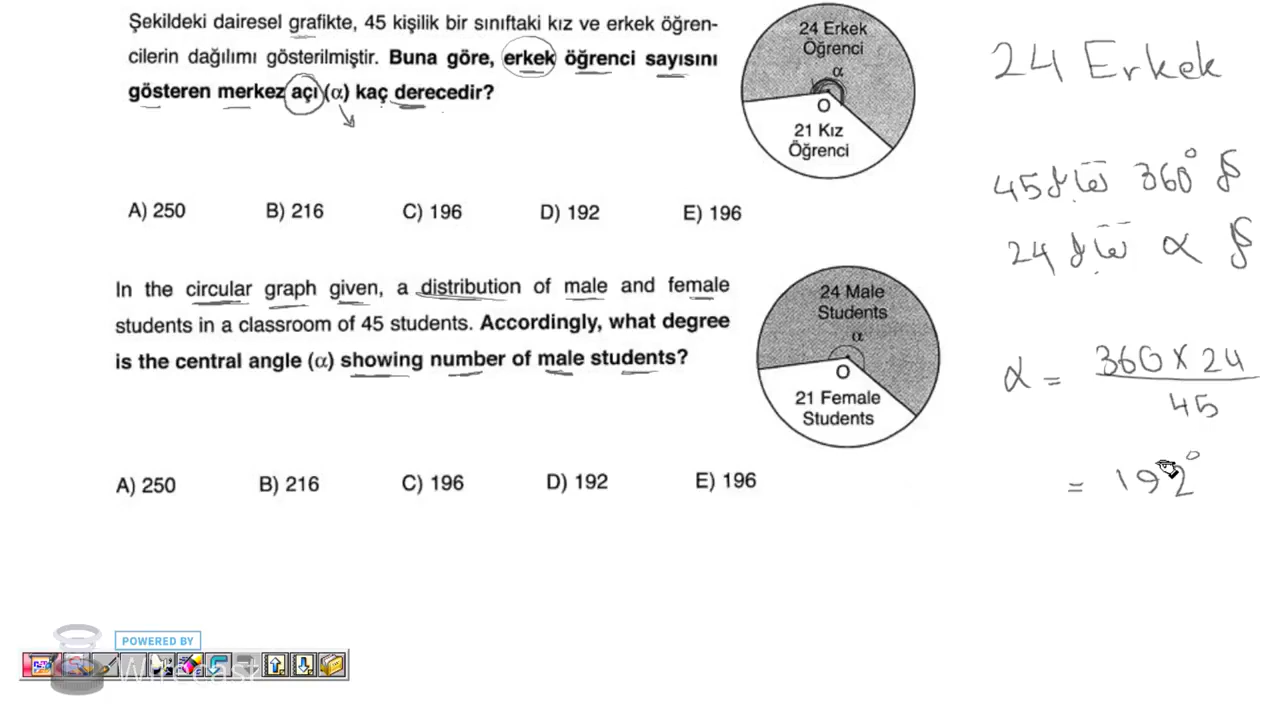 Şekildeki dairesel grafikte, 45 kişilik bir sınıftaki kız ve erkek öğren-
cilerin dağılımı gösterilmiştir. Buna göre, erkek öğrenci sayısını
gösteren merkez açı (α) kaç derecedir?
24 Erkek
Öğrenci
α
O
21 Kız
Öğrenci
A) 250 B) 216 C) 196 D) 192 E) 196
In the circular graph given, a distribution of male and female
students in a classroom of 45 students. Accordingly, what degree
is the central angle (α) showing number of male students?
24 Male
Students
α
O
21 Female
Students
A) 250 B) 216 C) 196 D) 192 E) 196
24 Erkek
45 360°
24 α
α = 360 × 24
45
= 192°
POWERED BY
Wirecast